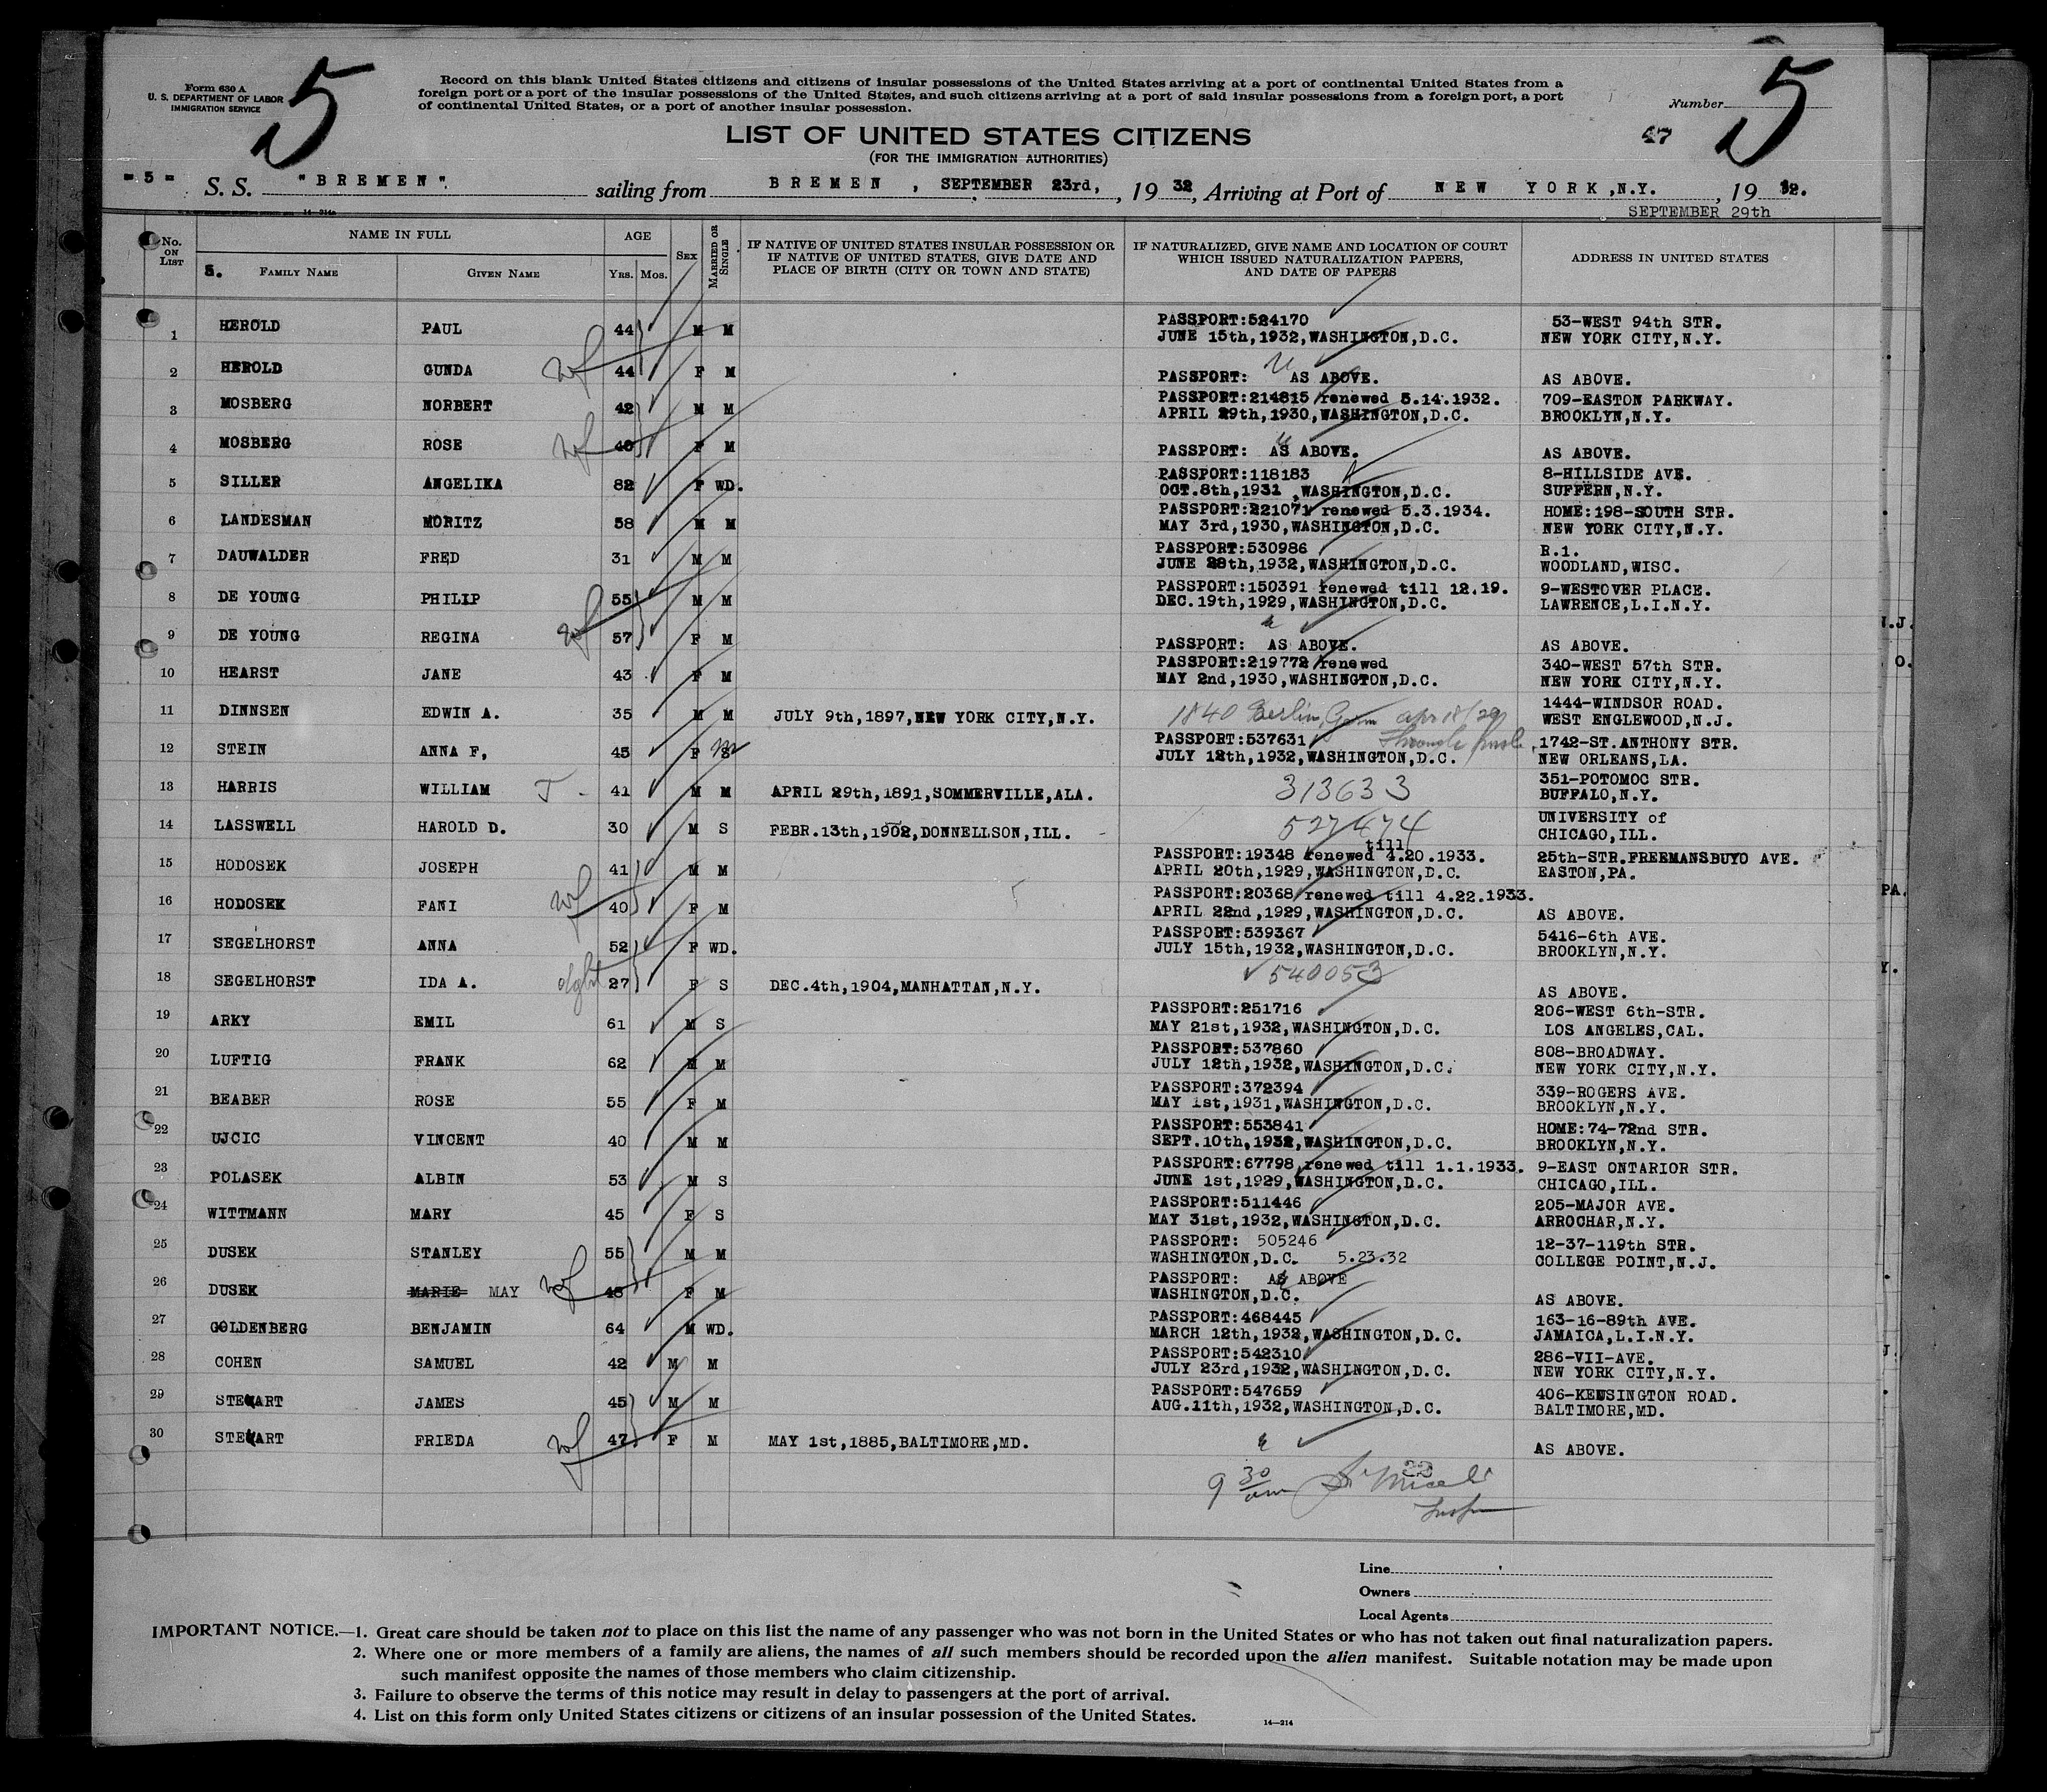 Form 630 A
U. S. DEPARTMENT OF LABOR
IMMIGRATION SERVICE
5
Record on this blank United States citizens and citizens of insular possessions of the United States arriving at a port of continental United States from a
foreign port or a port of the insular possessions of the United States, and such citizens arriving at a port of said insular possessions from a foreign port, a port
of continental United States, or a port of another insular possession.
Number
5
47
LIST OF UNITED STATES CITIZENS
(FOR THE IMMIGRATION AUTHORITIES)
- 5 - S. S. "BREMEN". sailing from BREMEN, SEPTEMBER 23rd, 1932, Arriving at Port of NEW YORK, N.Y. , 1932.
SEPTEMBER 29th
14-214a
No. ON LIST
NAME IN FULL
5. FAMILY NAME GIVEN NAME
AGE
Yrs. Mos.
SEX
MARRIED OR SINGLE
IF NATIVE OF UNITED STATES INSULAR POSSESSION OR
IF NATIVE OF UNITED STATES, GIVE DATE AND
PLACE OF BIRTH (CITY OR TOWN AND STATE)
IF NATURALIZED, GIVE NAME AND LOCATION OF COURT
WHICH ISSUED NATURALIZATION PAPERS,
AND DATE OF PAPERS
ADDRESS IN UNITED STATES
1 HEROLD PAUL 44 M M PASSPORT:524170 53-WEST 94th STR.
JUNE 15th,1932,WASHINGTON,D.C. NEW YORK CITY,N.Y.
2 HEROLD GUNDA wf 44 F M PASSPORT: AS ABOVE. AS ABOVE.
3 MOSBERG NORBERT 42 M M PASSPORT:214815 renewed 5.14.1932. 709-EASTON PARKWAY.
APRIL 29th,1930,WASHINGTON,D.C. BROOKLYN,N.Y.
4 MOSBERG ROSE wf 40 F M PASSPORT: AS ABOVE. AS ABOVE.
5 SILLER ANGELIKA 82 F WD. PASSPORT:118183 8-HILLSIDE AVE.
OCT.8th,1931 ,WASHINGTON,D.C. SUFFERN,N.Y.
6 LANDESMAN MORITZ 58 M M PASSPORT:221071 renewed 5.3.1934. HOME:198-SOUTH STR.
MAY 3rd,1930,WASHINGTON,D.C. NEW YORK CITY,N.Y.
7 DAUWALDER FRED 31 M M PASSPORT:530986 R.1.
JUNE 28th,1932,WASHINGTON,D.C. WOODLAND,WISC.
8 DE YOUNG PHILIP 55 M M PASSPORT:150391 renewed till 12.19. 9-WESTOVER PLACE.
DEC.19th,1929,WASHINGTON,D.C. LAWRENCE,L.I.N.Y.
9 DE YOUNG REGINA wf 57 F M PASSPORT: AS ABOVE. AS ABOVE.
10 HEARST JANE 43 F M PASSPORT:219772 renewed 340-WEST 57th STR.
MAY 2nd,1930,WASHINGTON,D.C. NEW YORK CITY,N.Y.
11 DINNSEN EDWIN A. 35 M M JULY 9th,1897,NEW YORK CITY,N.Y. 1840 Berlin, Germ Apr 18/29 1444-WINDSOR ROAD.
WEST ENGLEWOOD,N.J.
12 STEIN ANNA F, 45 F S m PASSPORT:537631 Through husb. 1742-ST.ANTHONY STR.
JULY 12th,1932,WASHINGTON,D.C. NEW ORLEANS,LA.
13 HARRIS WILLIAM J - 41 M M APRIL 29th,1891,SOMMERVILLE,ALA. 313633 351-POTOMOC STR.
BUFFALO,N.Y.
14 LASSWELL HAROLD D. 30 M S FEBR.13th,1902,DONNELLSON,ILL. 527474 UNIVERSITY of
CHICAGO,ILL.
15 HODOSEK JOSEPH 41 M M PASSPORT:19348 renewed till 4.20.1933. 25th-STR.FREEMANSBUYO AVE.
APRIL 20th,1929,WASHINGTON,D.C. EASTON,PA.
16 HODOSEK FANI wf 40 F M PASSPORT:20368 renewed till 4.22.1933.
APRIL 22nd,1929,WASHINGTON,D.C. AS ABOVE.
17 SEGELHORST ANNA 52 F WD. PASSPORT:539367 5416-6th AVE.
JULY 15th,1932,WASHINGTON,D.C. BROOKLYN,N.Y.
18 SEGELHORST IDA A. dght 27 F S DEC.4th,1904,MANHATTAN,N.Y. 540053 AS ABOVE.
19 ARKY EMIL 61 M S PASSPORT:251716 206-WEST 6th-STR.
MAY 21st,1932,WASHINGTON,D.C. LOS ANGELES,CAL.
20 LUFTIG FRANK 62 M M PASSPORT:537860 808-BROADWAY.
JULY 12th,1932,WASHINGTON,D.C. NEW YORK CITY,N.Y.
21 BEABER ROSE 55 F M PASSPORT:372394 339-ROGERS AVE.
MAY 1st,1931,WASHINGTON,D.C. BROOKLYN,N.Y.
22 UJCIC VINCENT 40 M M PASSPORT:553841 HOME:74-72nd STR.
SEPT.10th,1932,WASHINGTON,D.C. BROOKLYN,N.Y.
23 POLASEK ALBIN 53 M S PASSPORT:67798 renewed till 1.1.1933. 9-EAST ONTARIOR STR.
JUNE 1st,1929,WASHINGTON,D.C. CHICAGO,ILL.
24 WITTMANN MARY 45 F S PASSPORT:511446 205-MAJOR AVE.
MAY 31st,1932,WASHINGTON,D.C. ARROCHAR,N.Y.
25 DUSEK STANLEY 55 M M PASSPORT: 505246 12-37-119th STR.
WASHINGTON,D.C. 5.23.32 COLLEGE POINT,N.J.
26 DUSEK MARIE MAY wf 45 F M PASSPORT: AS ABOVE
WASHINGTON,D.C. AS ABOVE.
27 GOLDENBERG BENJAMIN 64 M WD. PASSPORT:468445 163-16-89th AVE.
MARCH 12th,1932,WASHINGTON,D.C. JAMAICA,L.I.N.Y.
28 COHEN SAMUEL 42 M M PASSPORT:542310 286-VII-AVE.
JULY 23rd,1932,WASHINGTON,D.C. NEW YORK CITY,N.Y.
29 STEWART JAMES 45 M M PASSPORT:547659 406-KENSINGTON ROAD.
AUG.11th,1932,WASHINGTON,D.C. BALTIMORE,MD.
30 STEWART FRIEDA wf 47 F M MAY 1st,1885,BALTIMORE,MD. AS ABOVE.
9 30 am
Line
Owners
Local Agents
IMPORTANT NOTICE.—1. Great care should be taken not to place on this list the name of any passenger who was not born in the United States or who has not taken out final naturalization papers.
2. Where one or more members of a family are aliens, the names of all such members should be recorded upon the alien manifest. Suitable notation may be made upon
such manifest opposite the names of those members who claim citizenship.
3. Failure to observe the terms of this notice may result in delay to passengers at the port of arrival.
4. List on this form only United States citizens or citizens of an insular possession of the United States.
14-214